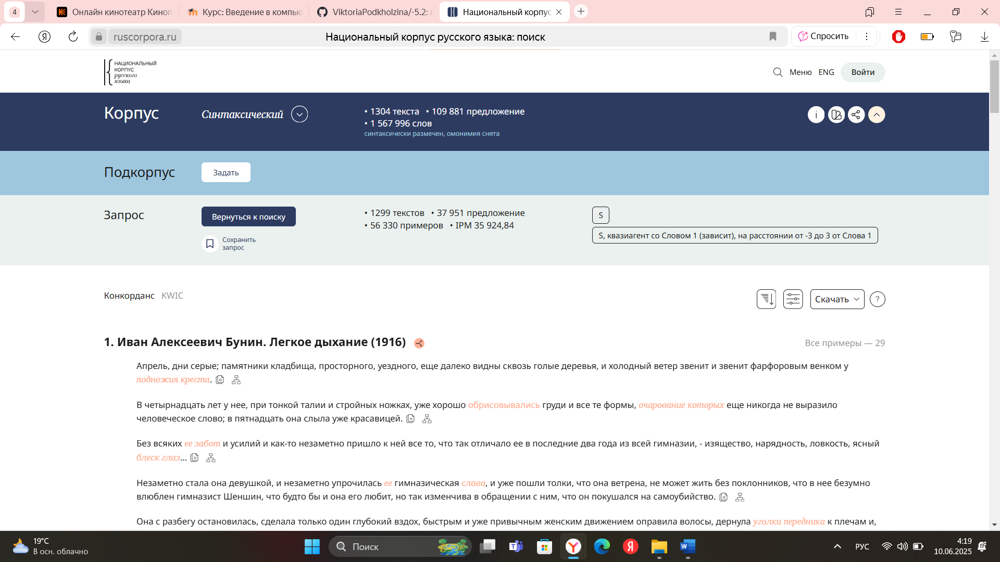 4
Онлайн кинотеатр Киноп
Курс: Введение в компью
ViktoriaPodkholzina/-5.2: л
Национальный корпус
ruscorpora.ru
Национальный корпус русского языка: поиск
Спросить
НАЦИОНАЛЬНЫЙ
КОРПУС
русского
языка
Меню
ENG
Войти
Корпус
Синтаксический
• 1304 текста • 109 881 предложение
• 1 567 996 слов
синтаксически размечен, омонимия снята
Подкорпус
Задать
Запрос
Вернуться к поиску
Сохранить
запрос
• 1299 текстов • 37 951 предложение
• 56 330 примеров • IPM 35 924,84
S
S, квазиагент со Словом 1 (зависит), на расстоянии от -3 до 3 от Слова 1
Конкорданс KWIC
Скачать
?
1. Иван Алексеевич Бунин. Легкое дыхание (1916)
Все примеры — 29
Апрель, дни серые; памятники кладбища, просторного, уездного, еще далеко видны сквозь голые деревья, и холодный ветер звенит и звенит фарфоровым венком у
подножия креста.
В четырнадцать лет у нее, при тонкой талии и стройных ножках, уже хорошо обрисовывались груди и все те формы, очарование которых еще никогда не выразило
человеческое слово; в пятнадцать она слыла уже красавицей.
Без всяких ее забот и усилий и как-то незаметно пришло к ней все то, что так отличало ее в последние два года из всей гимназии, - изящество, нарядность, ловкость, ясный
блеск глаз...
Незаметно стала она девушкой, и незаметно упрочилась ее гимназическая слава, и уже пошли толки, что она ветрена, не может жить без поклонников, что в нее безумно
влюблен гимназист Шеншин, что будто бы и она его любит, но так изменчива в обращении с ним, что он покушался на самоубийство.
Она с разбегу остановилась, сделала только один глубокий вздох, быстрым и уже привычным женским движением оправила волосы, дернула уголки передника к плечам и,
19°C
В осн. облачно
Поиск
РУС
4:19
10.06.2025